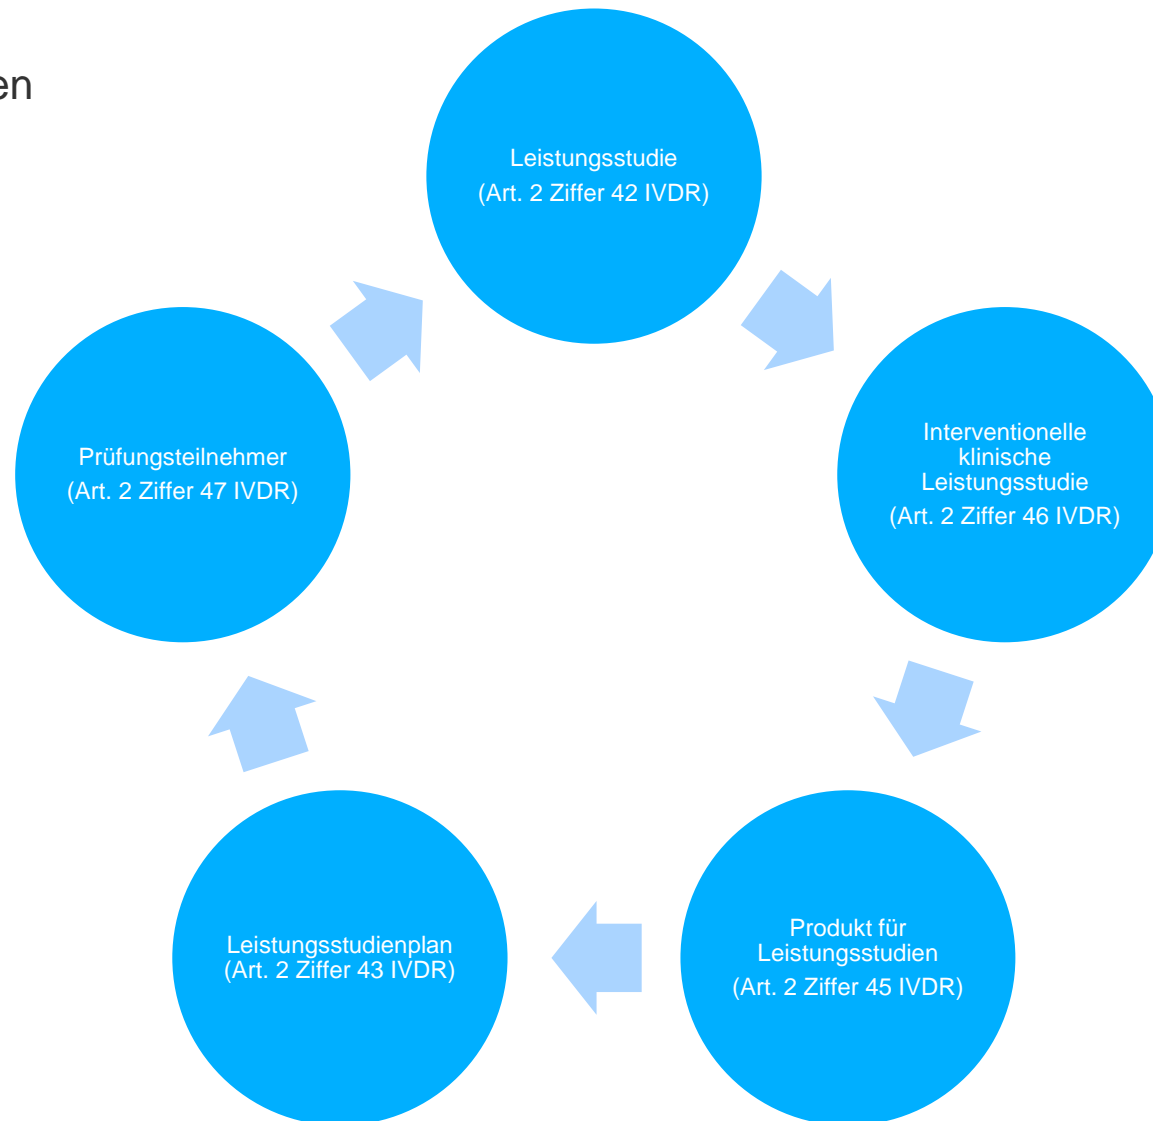 en
Leistungsstudie
(Art. 2 Ziffer 42 IVDR)
Interventionelle
klinische
Leistungsstudie
(Art. 2 Ziffer 46 IVDR)
Produkt für
Leistungsstudien
(Art. 2 Ziffer 45 IVDR)
Leistungsstudienplan
(Art. 2 Ziffer 43 IVDR)
Prüfungsteilnehmer
(Art. 2 Ziffer 47 IVDR)